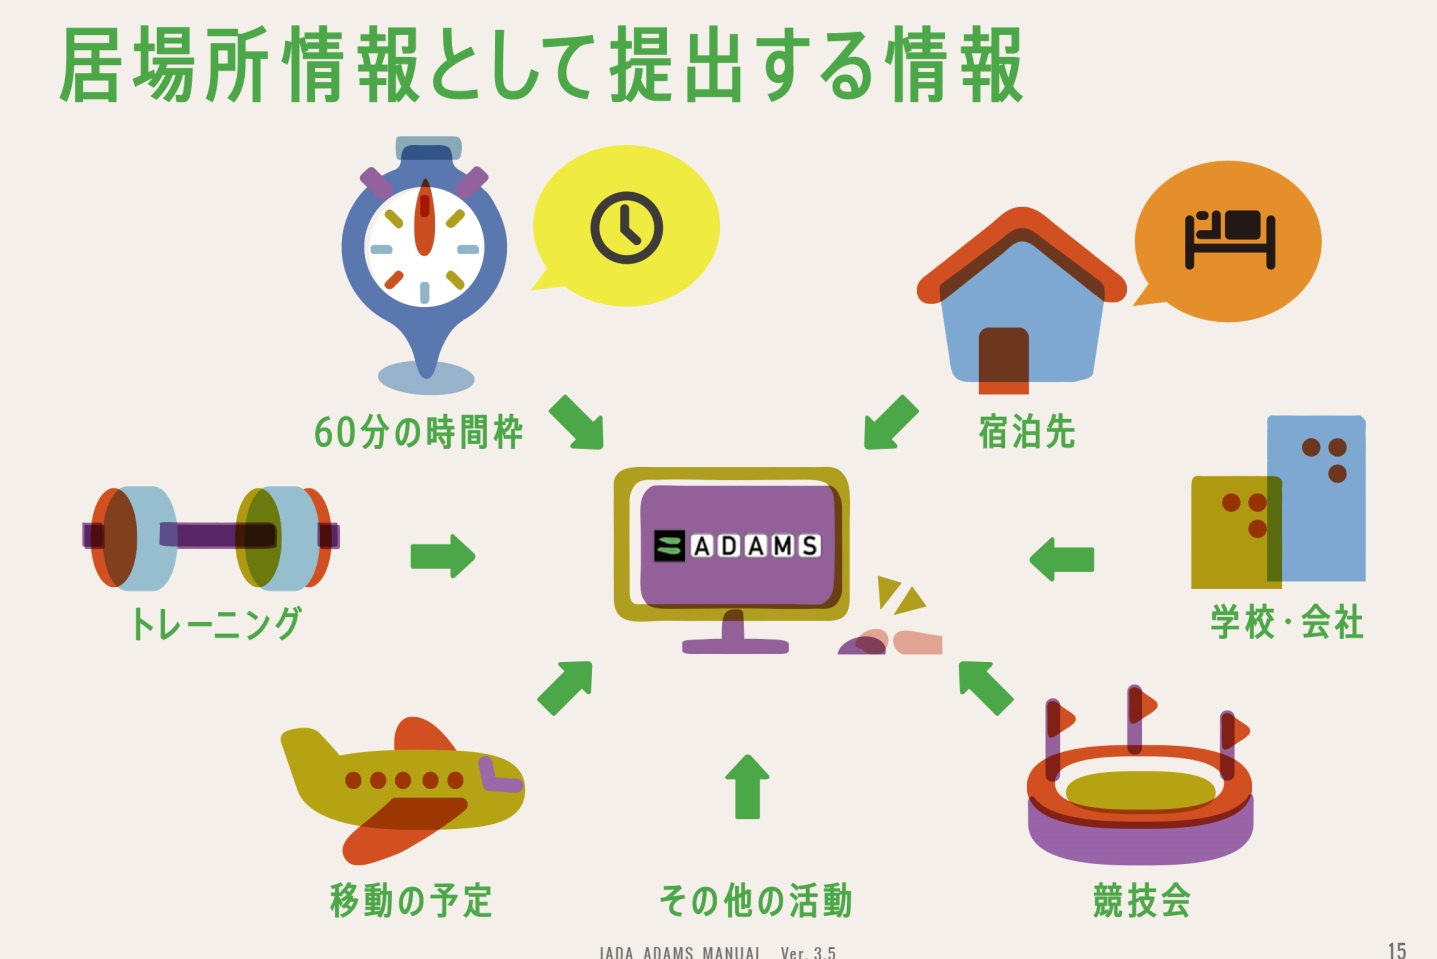 居場所情報として提出する情報
60分の時間枠
宿泊先
ADAMS
トレーニング
学校・会社
移動の予定
その他の活動
競技会
JADA ADAMS MANUAL Ver. 3.5
15